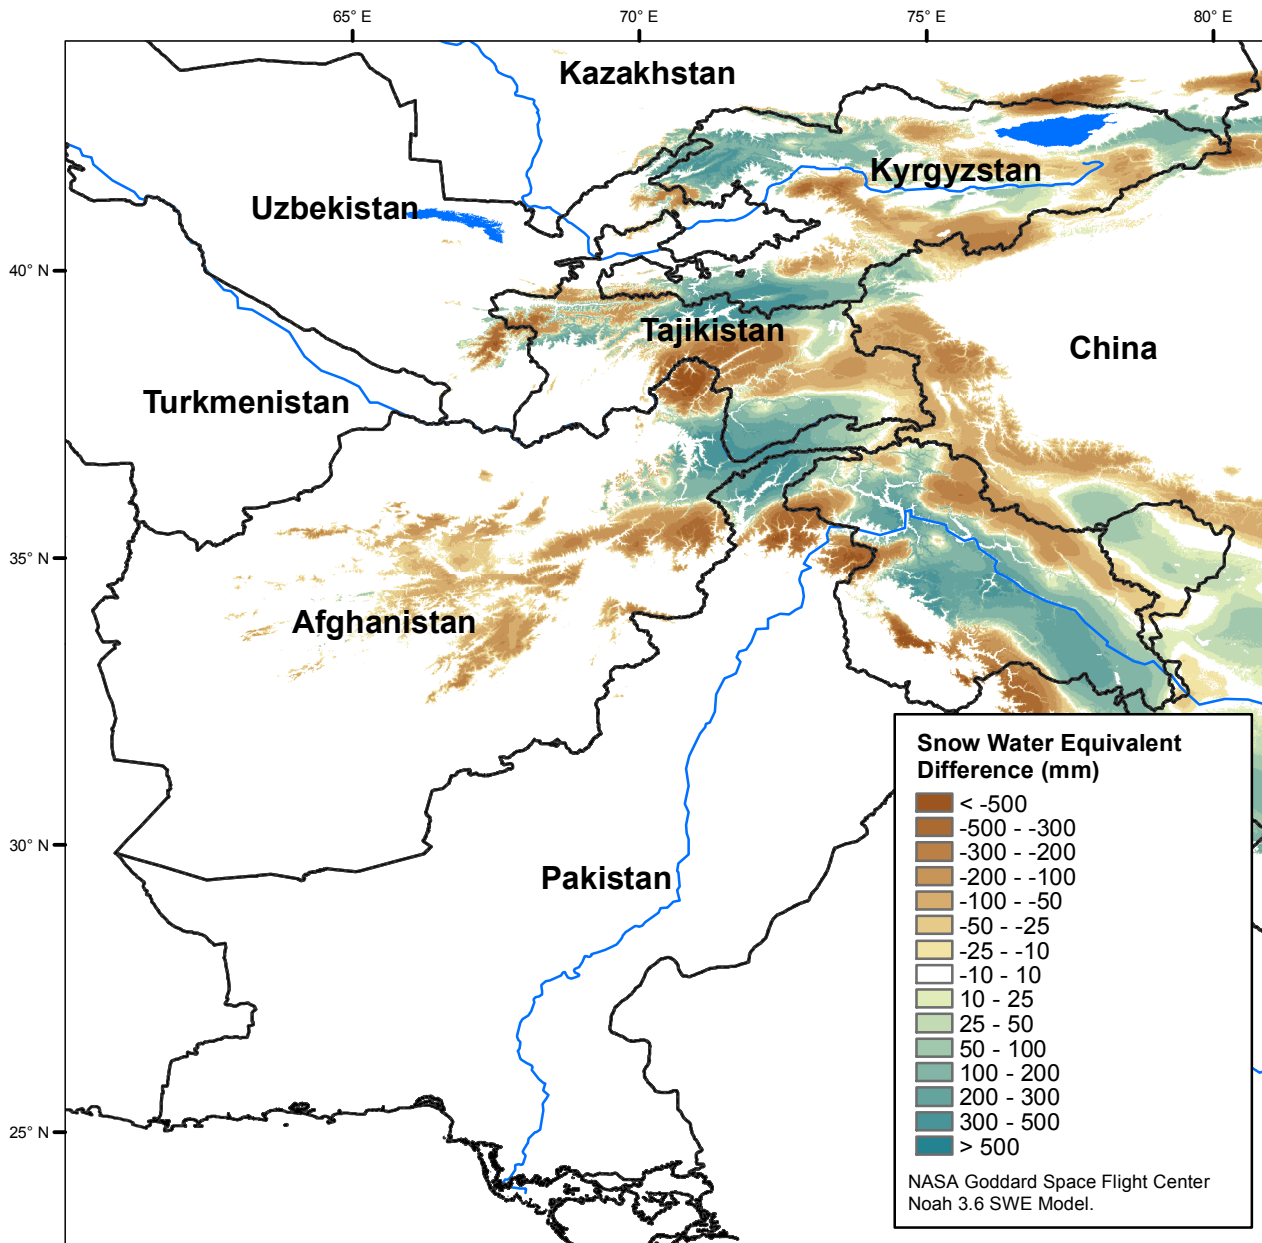 65° E
70° E
75° E
80° E
Kazakhstan
Kyrgyzstan
Uzbekistan
40° N
Tajikistan
China
Turkmenistan
35° N
Afghanistan
Snow Water Equivalent
Difference (mm)
< -500
-500 - -300
-300 - -200
-200 - -100
-100 - -50
-50 - -25
-25 - -10
-10 - 10
10 - 25
25 - 50
50 - 100
100 - 200
200 - 300
300 - 500
> 500
NASA Goddard Space Flight Center
Noah 3.6 SWE Model.
30° N
Pakistan
25° N